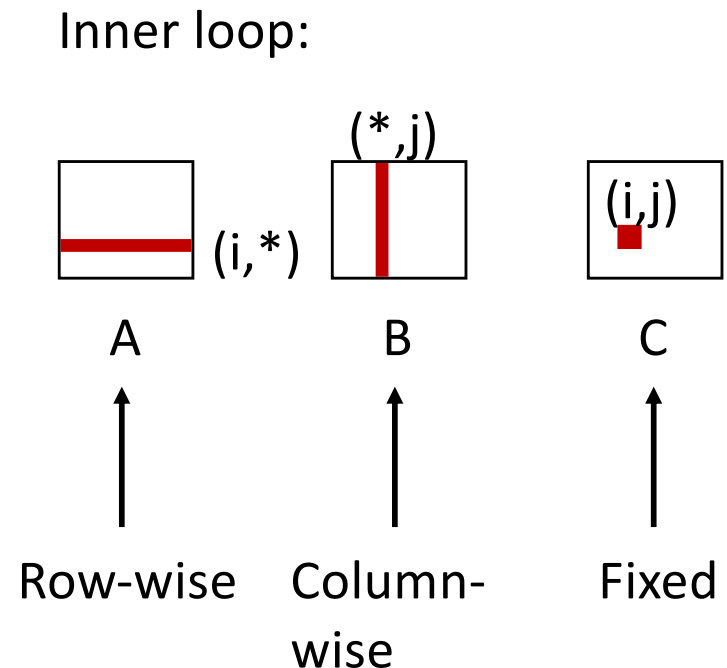 Inner loop:
(*,j)
(i,j)
(i,*)
A
B
C
Row-wise
Column-
wise
Fixed